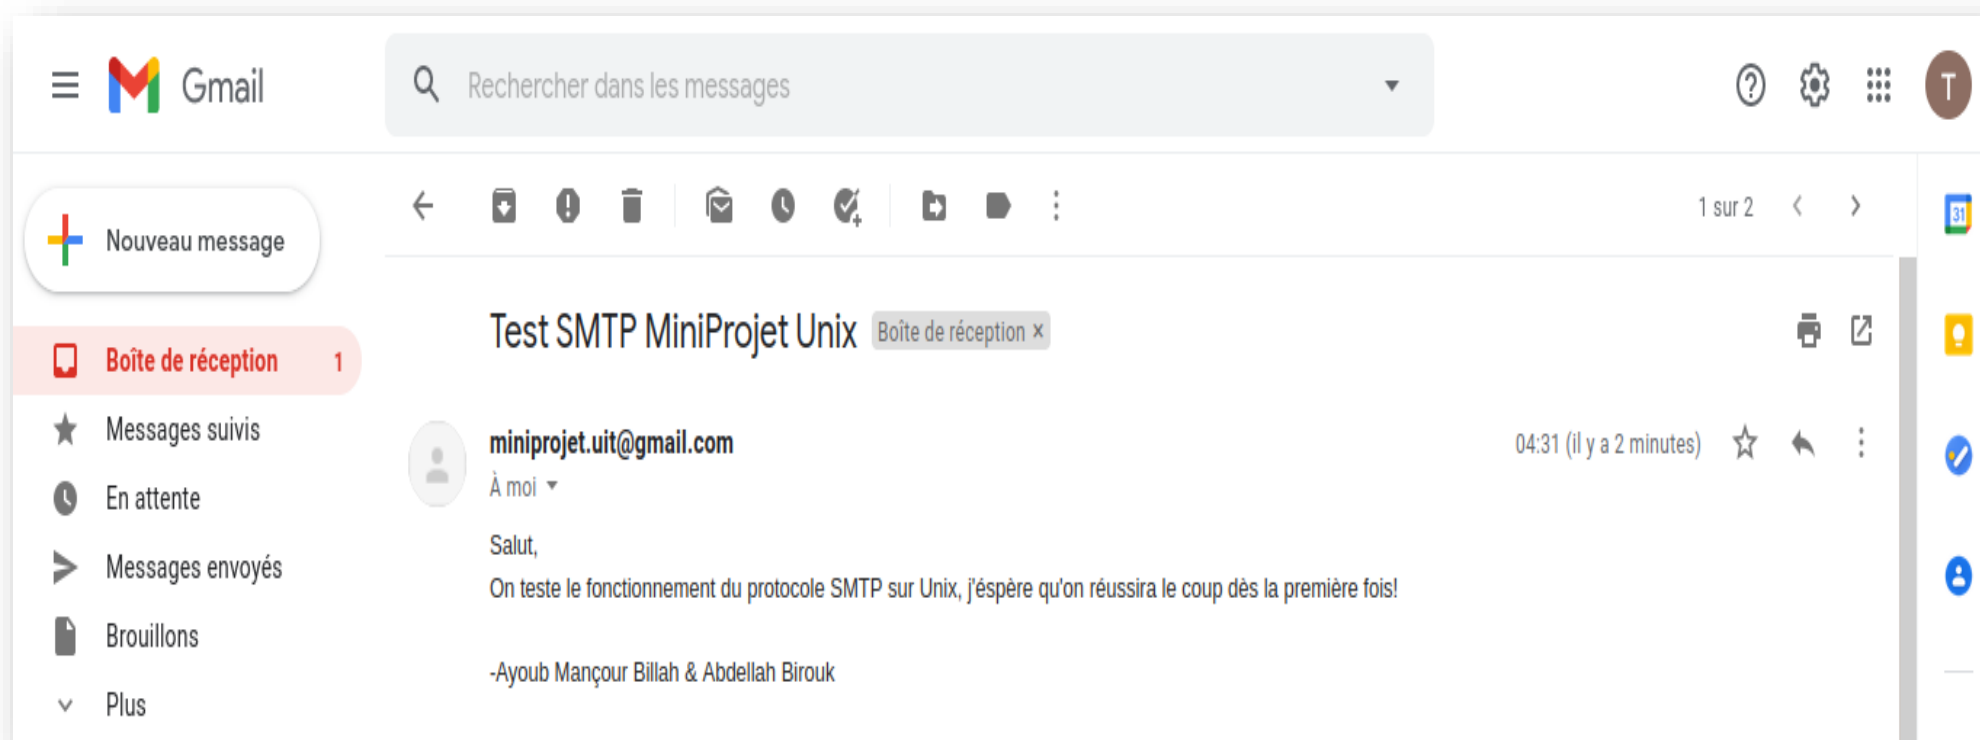 Gmail
Rechercher dans les messages
T
Nouveau message
1 sur 2
31
Test SMTP MiniProjet Unix Boîte de réception ×
Boîte de réception 1
Messages suivis
En attente
Messages envoyés
Brouillons
Plus
miniprojet.uit@gmail.com 04:31 (il y a 2 minutes)
À moi
Salut,
On teste le fonctionnement du protocole SMTP sur Unix, j'éspère qu'on réussira le coup dès la première fois!
-Ayoub Mançour Billah & Abdellah Birouk